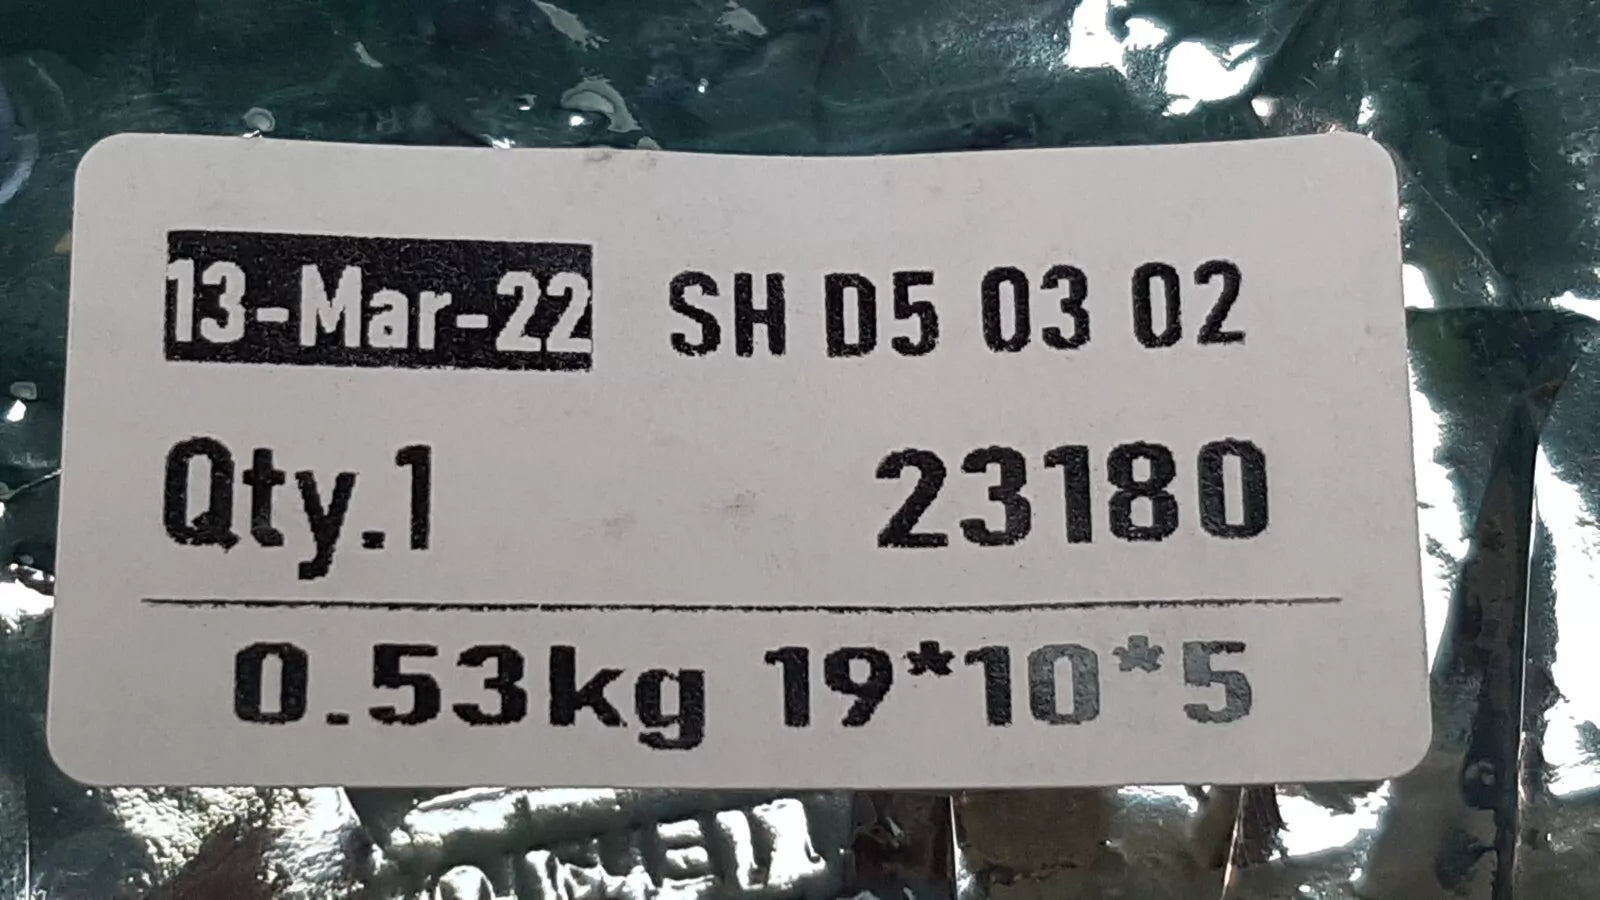 13-Mar-22 SH D5 03 02
Qty.1 23180
0.53kg 19*10*5